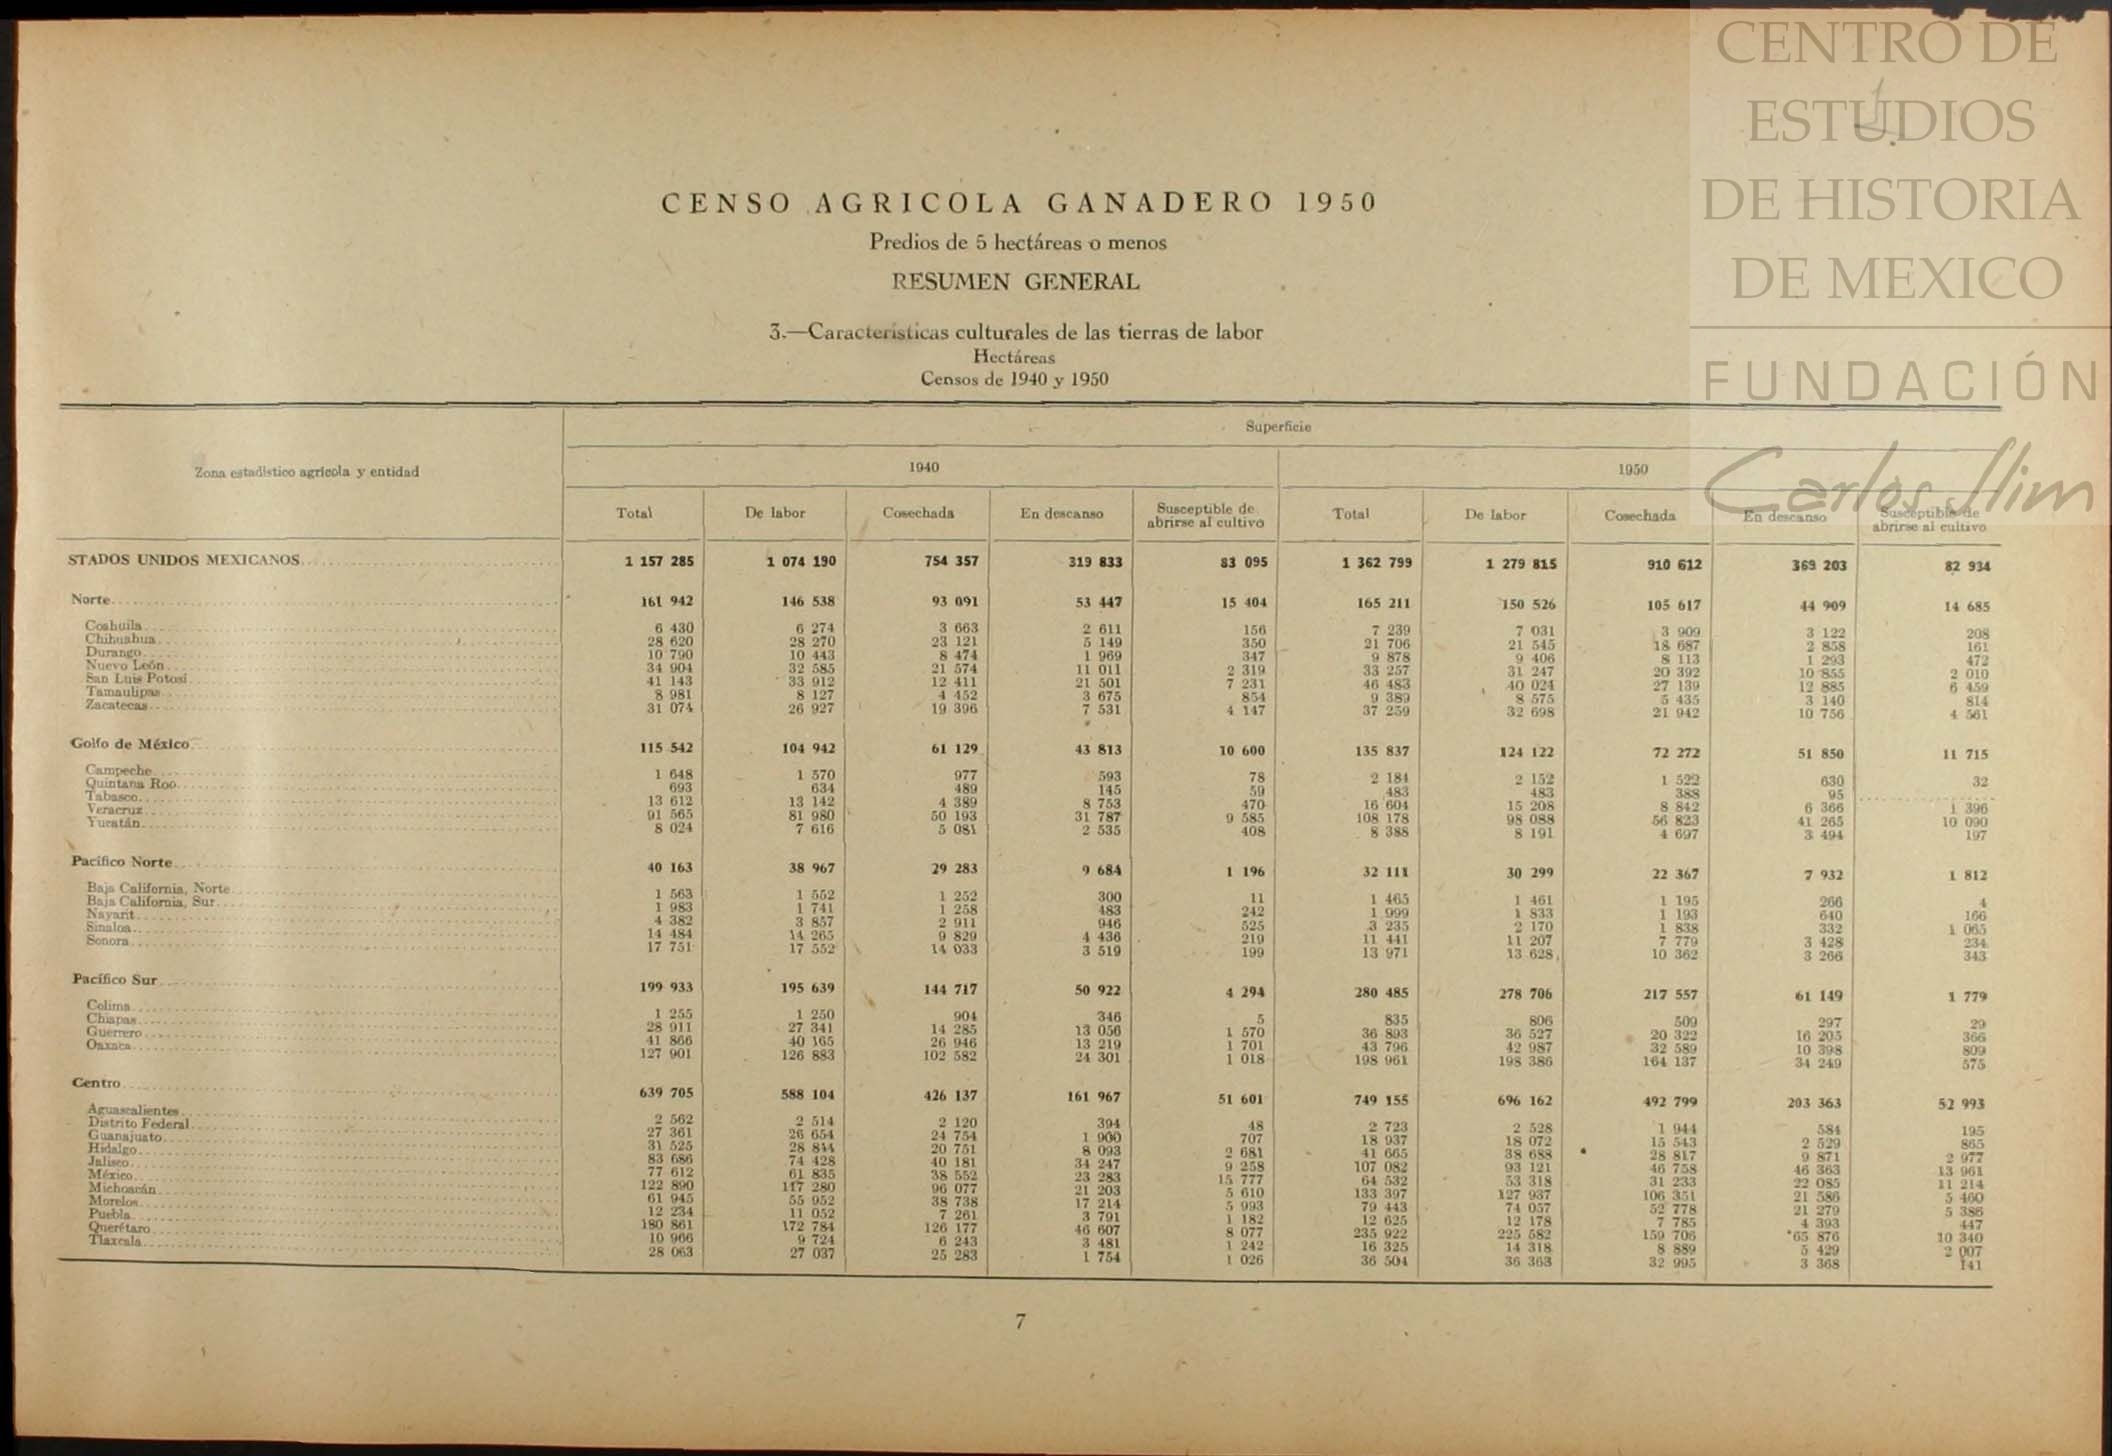 CENTRO DE
ESTUDIOS
DE HISTORIA
DE MEXICO
FUNDACIÓN
Carlos Slim
CENSO AGRICOLA GANADERO 1950
Predios de 5 hectáreas o menos
RESUMEN GENERAL
3.—Características culturales de las tierras de labor
Hectáreas
Censos de 1940 y 1950
Zona estadístico agrícola y entidad
Superficie
1940 1950
Total De labor Cosechada En descanso Susceptible de abrirse al cultivo Total De labor Cosechada En descanso Susceptible de abrirse al cultivo
STADOS UNIDOS MEXICANOS 1 157 285 1 074 190 754 357 319 833 83 095 1 362 799 1 279 815 910 612 369 203 82 934
Norte 161 942 146 538 93 091 53 447 15 404 165 211 150 526 105 617 44 909 14 685
Coahuila 6 430 6 274 3 663 2 611 156 7 239 7 031 3 909 3 122 208
Chihuahua 28 620 28 270 23 121 5 149 350 21 706 21 545 18 687 2 858 161
Durango 10 790 10 443 8 474 1 969 347 9 878 9 406 8 113 1 293 472
Nuevo León 34 904 32 585 21 574 11 011 2 319 33 257 31 247 20 392 10 855 2 010
San Luis Potosí 41 143 33 912 12 411 21 501 7 231 46 483 40 024 27 139 12 885 6 459
Tamaulipas 8 981 8 127 4 452 3 675 854 9 389 8 575 5 435 3 140 814
Zacatecas 31 074 26 927 19 396 7 531 4 147 37 259 32 698 21 942 10 756 4 561
Golfo de México 115 542 104 942 61 129 43 813 10 600 135 837 124 122 72 272 51 850 11 715
Campeche 1 648 1 570 977 593 78 2 184 2 152 1 522 630 32
Quintana Roo 693 634 489 145 59 483 483 388 95
Tabasco 13 612 13 142 4 389 8 753 470 16 604 15 208 8 842 6 366 1 396
Veracruz 91 565 81 980 50 193 31 787 9 585 108 178 98 088 56 823 41 265 10 090
Yucatán 8 024 7 616 5 081 2 535 408 8 388 8 191 4 697 3 494 197
Pacífico Norte 40 163 38 967 29 283 9 684 1 196 32 111 30 299 22 367 7 932 1 812
Baja California, Norte 1 563 1 552 1 252 300 11 1 465 1 461 1 195 266 4
Baja California, Sur 1 983 1 741 1 258 483 242 1 999 1 833 1 193 640 166
Nayarit 4 382 3 857 2 911 946 525 3 235 2 170 1 838 332 1 065
Sinaloa 14 484 14 265 9 829 4 436 219 11 441 11 207 7 779 3 428 234
Sonora 17 751 17 552 14 033 3 519 199 13 971 13 628 10 362 3 266 343
Pacífico Sur 199 933 195 639 144 717 50 922 4 294 280 485 278 706 217 557 61 149 1 779
Colima 1 255 1 250 904 346 5 835 806 509 297 29
Chiapas 28 911 27 341 14 285 13 056 1 570 36 893 36 527 20 322 16 205 366
Guerrero 41 866 40 165 26 946 13 219 1 701 43 796 42 987 32 589 10 398 809
Oaxaca 127 901 126 883 102 582 24 301 1 018 198 961 198 386 164 137 34 249 575
Centro 639 705 588 104 426 137 161 967 51 601 749 155 696 162 492 799 203 363 52 993
Aguascalientes 2 562 2 514 2 120 394 48 2 723 2 528 1 944 584 195
Distrito Federal 27 361 26 654 24 754 1 900 707 18 937 18 072 15 543 2 529 865
Guanajuato 31 525 28 844 20 751 8 093 2 681 41 665 38 688 28 817 9 871 2 977
Hidalgo 83 686 74 428 40 181 34 247 9 258 107 082 93 121 46 758 46 363 13 961
Jalisco 77 612 61 835 38 552 23 283 15 777 64 532 53 318 31 233 22 085 11 214
México 122 890 117 280 96 077 21 203 5 610 133 397 127 937 106 351 21 586 5 460
Michoacán 61 945 55 952 38 738 17 214 5 993 79 443 74 057 52 778 21 279 5 386
Morelos 12 234 11 052 7 261 3 791 1 182 12 625 12 178 7 785 4 393 447
Puebla 180 861 172 784 126 177 46 607 8 077 235 922 225 582 159 706 65 876 10 340
Querétaro 10 966 9 724 6 243 3 481 1 242 16 325 14 318 8 889 5 429 2 007
Tlaxcala 28 063 27 037 25 283 1 754 1 026 36 504 36 363 32 995 3 368 141
7